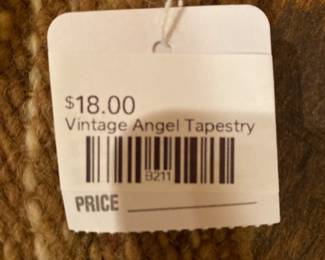 $18.00
Vintage Angel Tapestry
B211
PRICE